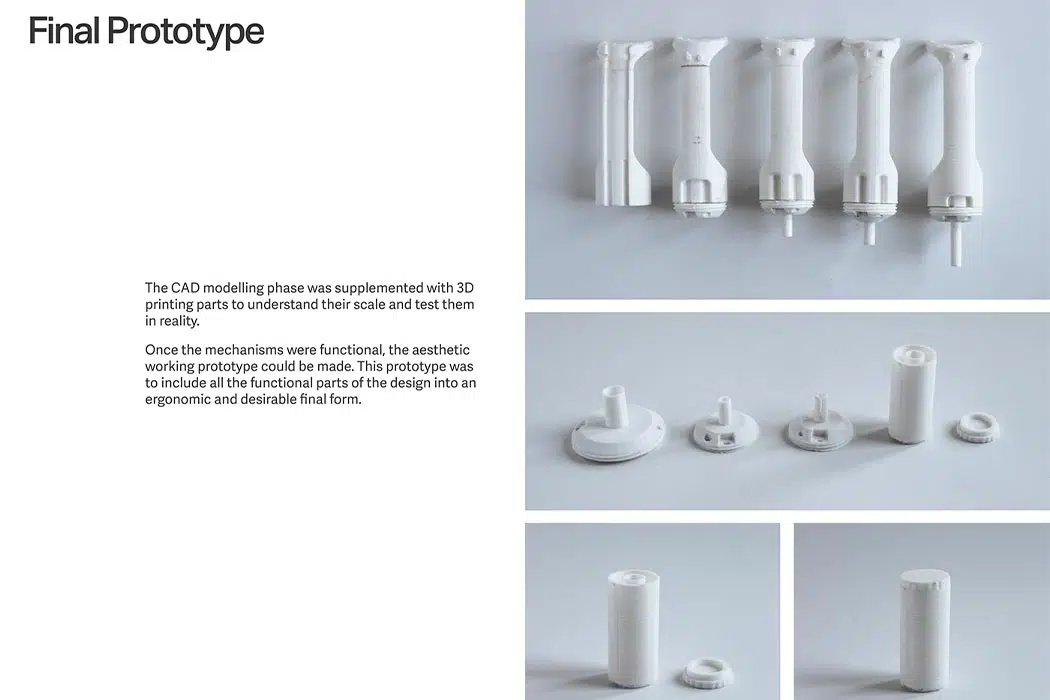 Final Prototype
The CAD modelling phase was supplemented with 3D
printing parts to understand their scale and test them
in reality.
Once the mechanisms were functional, the aesthetic
working prototype could be made. This prototype was
to include all the functional parts of the design into an
ergonomic and desirable final form.